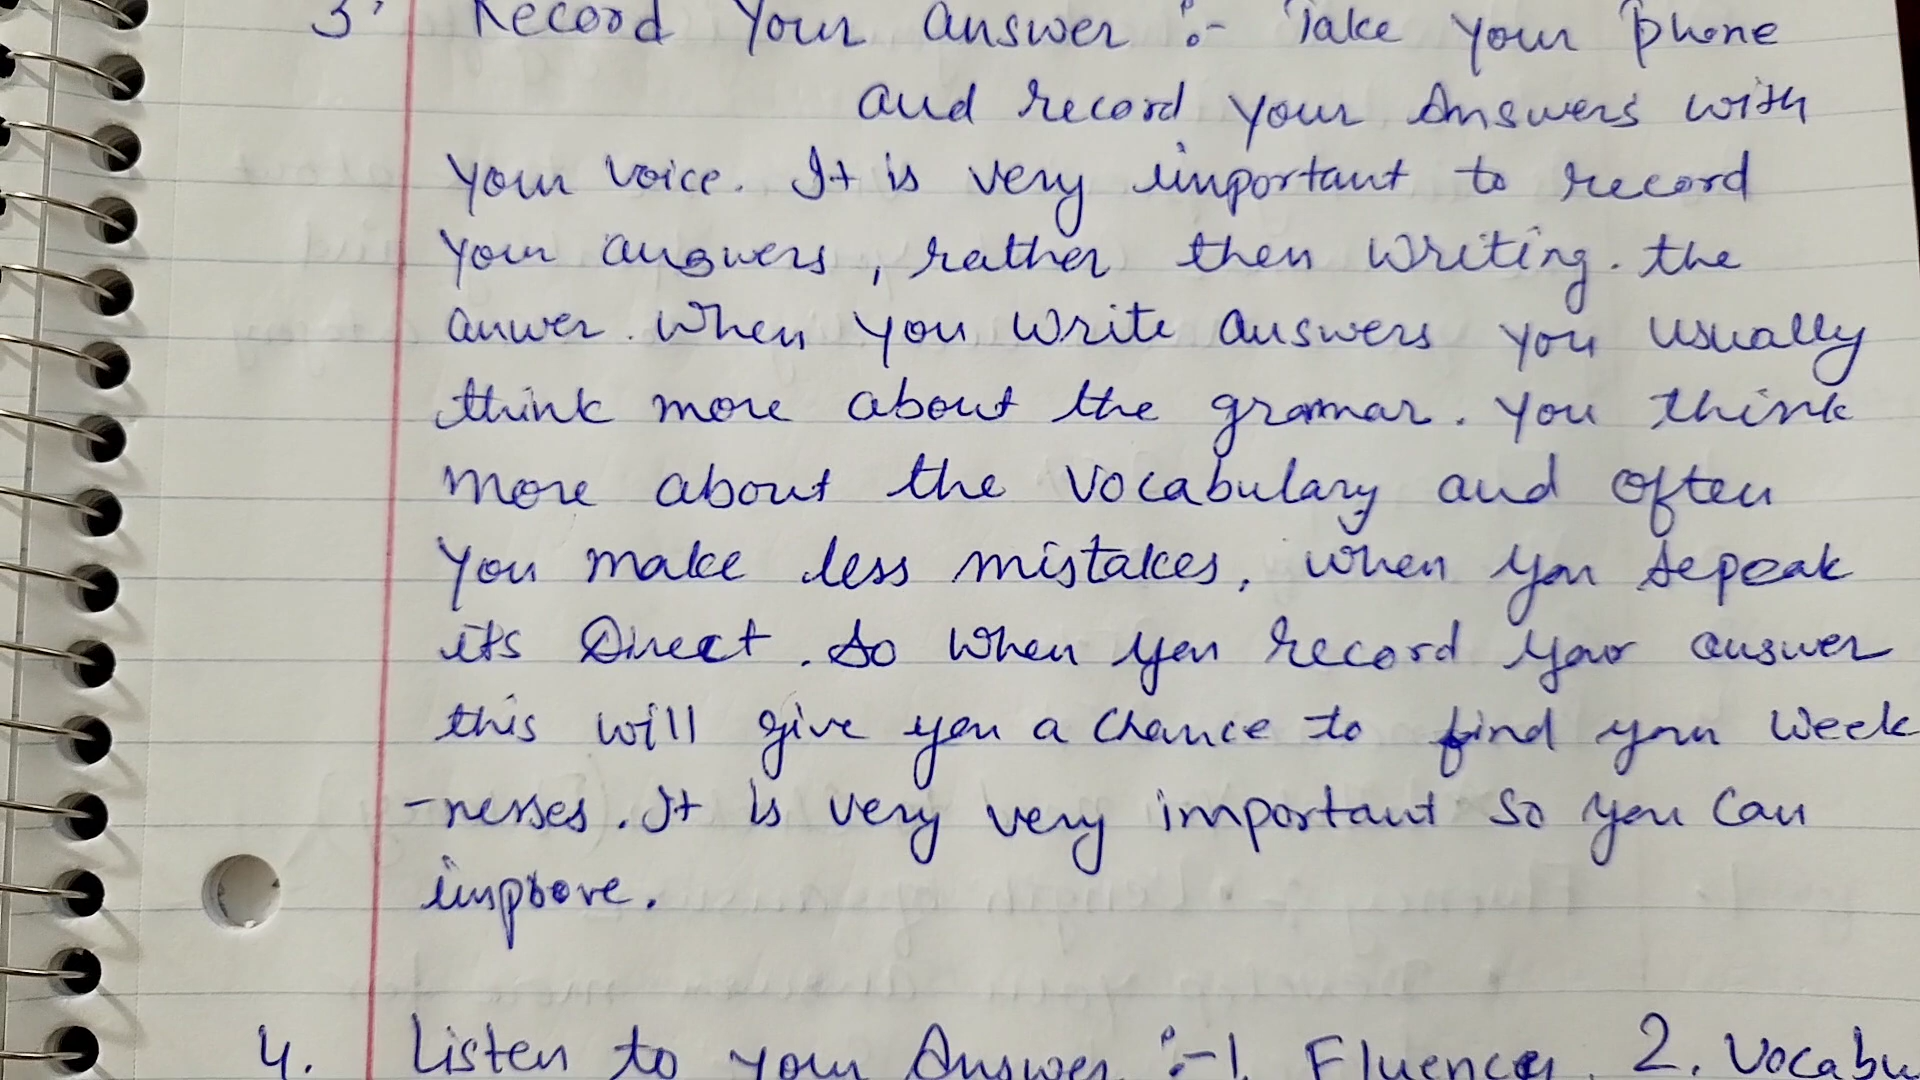 3. Record Your answer :- Take your phone
and record your Answers with
your voice. It is very important to record
your answers, rather then writing. the
anwer. When you write answers you usually
think more about the gramar. you think
more about the vocabulary and often
you make less mistakes, when you sepeak
its Direct. So when you record your answer
this will give you a chance to find your week
-nesses. It is very very important so you can
improve.
4. Listen to your Answer :- 1. Fluency 2. Vocabu